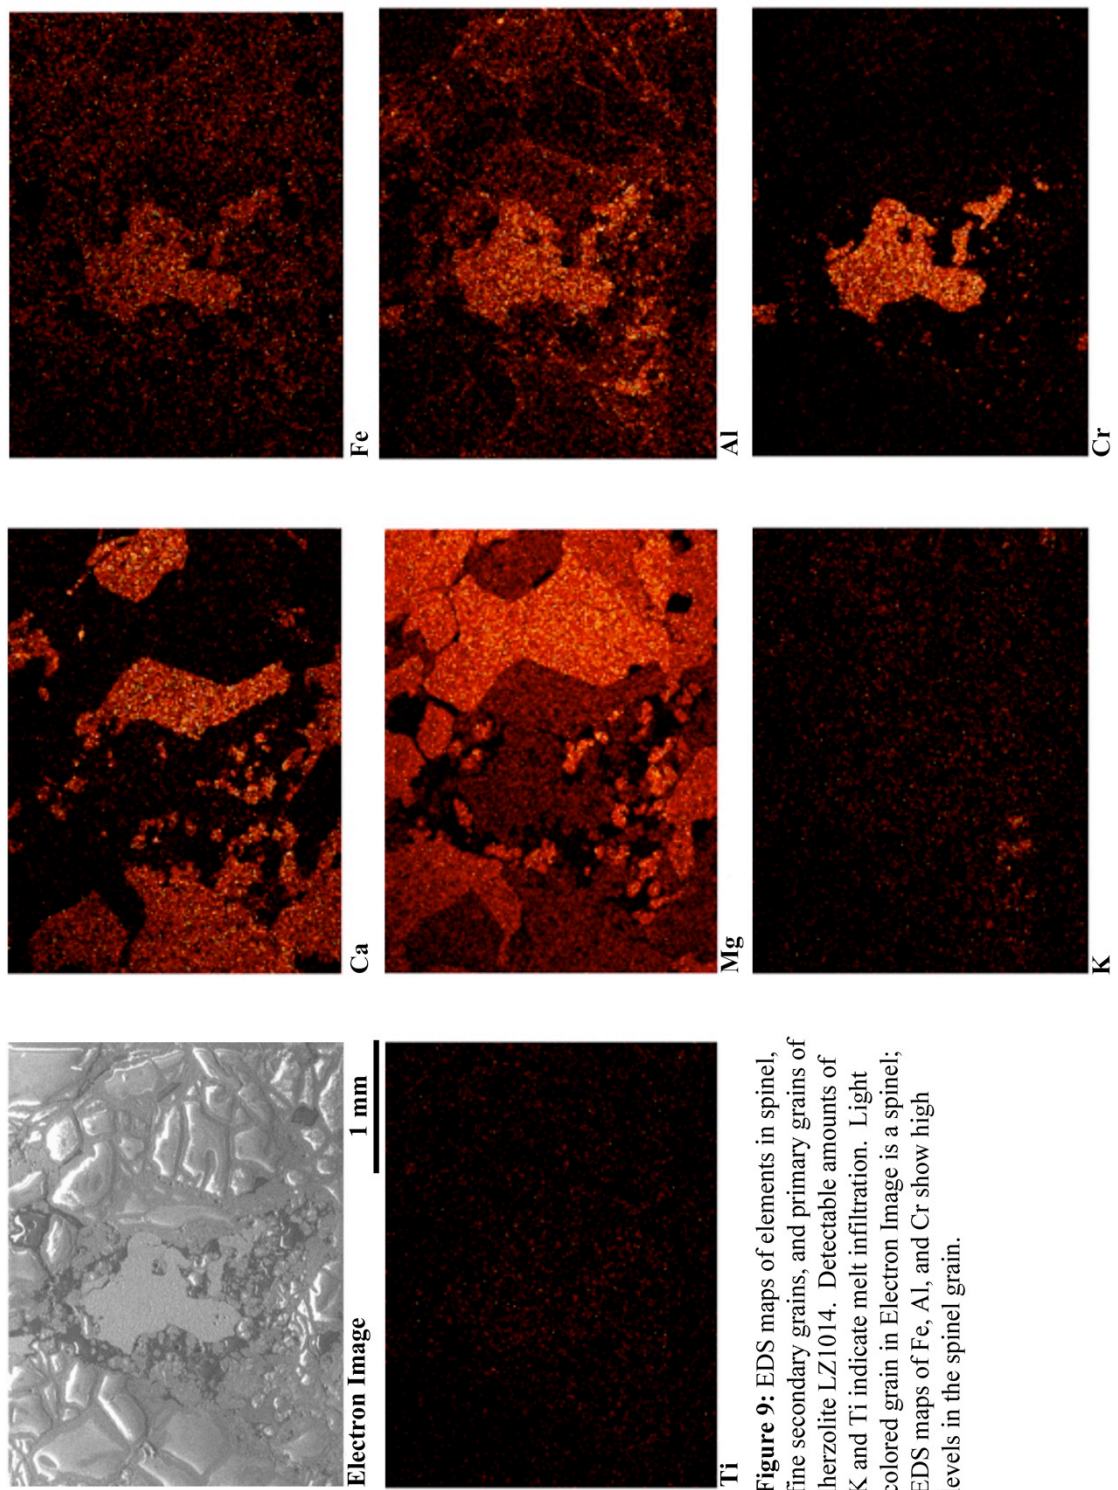 Electron Image
1 mm
Ca
Fe
Ti
Mg
Al
Figure 9: EDS maps of elements in spinel,
fine secondary grains, and primary grains of
lherzolite LZ1014. Detectable amounts of
K and Ti indicate melt infiltration. Light
colored grain in Electron Image is a spinel;
EDS maps of Fe, Al, and Cr show high
levels in the spinel grain.
K
Cr